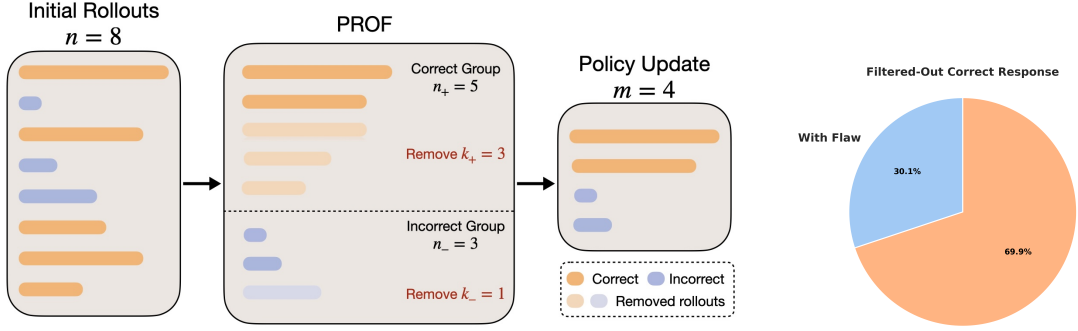 Initial Rollouts
n = 8
PROF
Correct Group
n₊ = 5
Remove k₊ = 3
Incorrect Group
n₋ = 3
Remove k₋ = 1
Policy Update
m = 4
Correct
Incorrect
Removed rollouts
Filtered-Out Correct Response
With Flaw
30.1%
69.9%